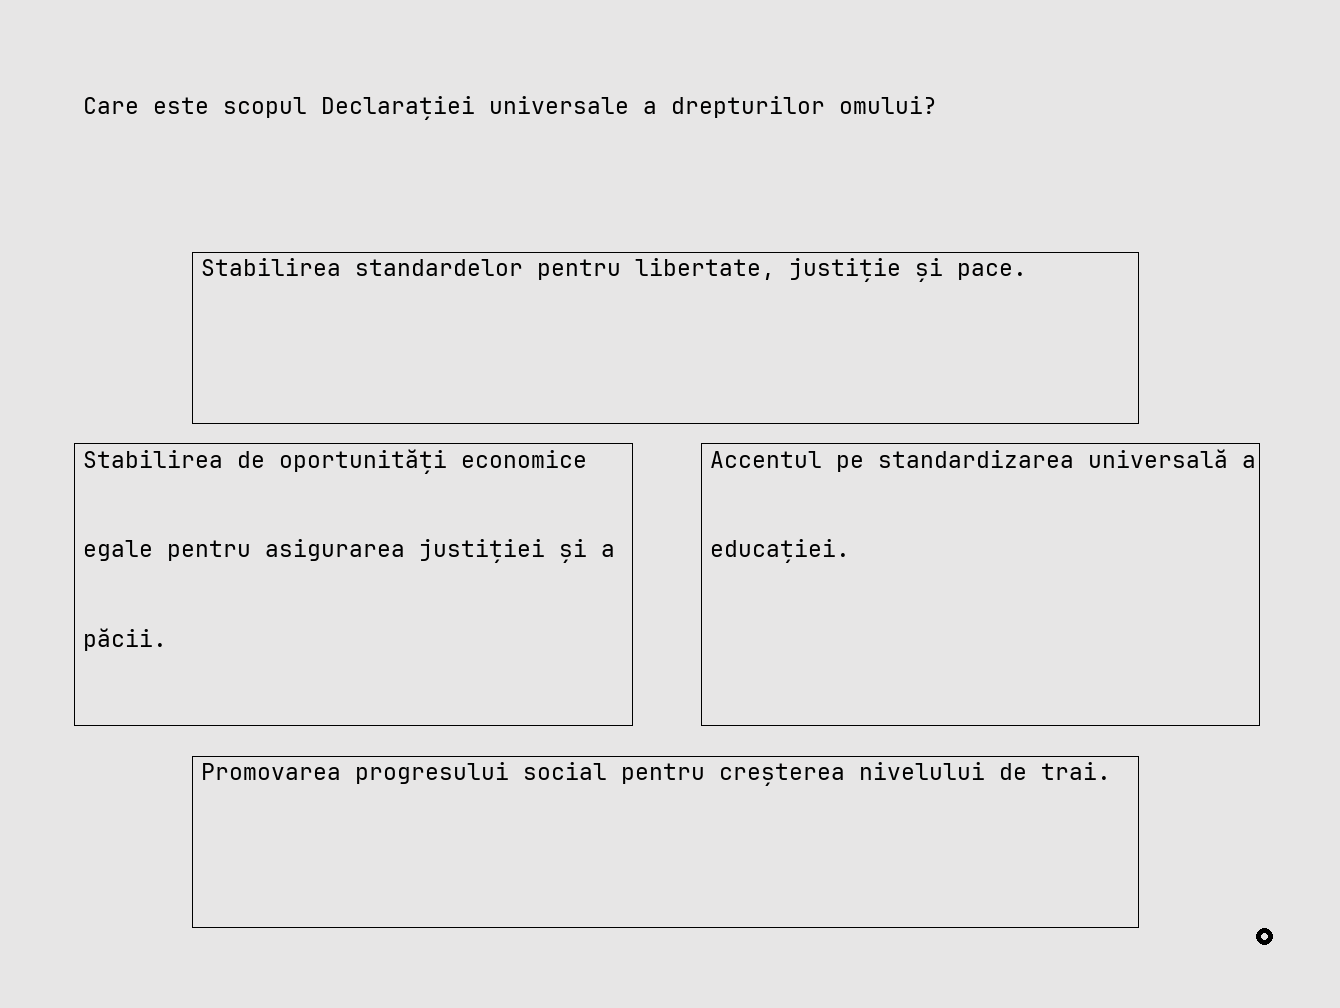 Care este scopul Declarației universale a drepturilor omului?
Stabilirea standardelor pentru libertate, justiție și pace.
Stabilirea de oportunități economice
egale pentru asigurarea justiției și a
păcii.
Accentul pe standardizarea universală a
educației.
Promovarea progresului social pentru creșterea nivelului de trai.